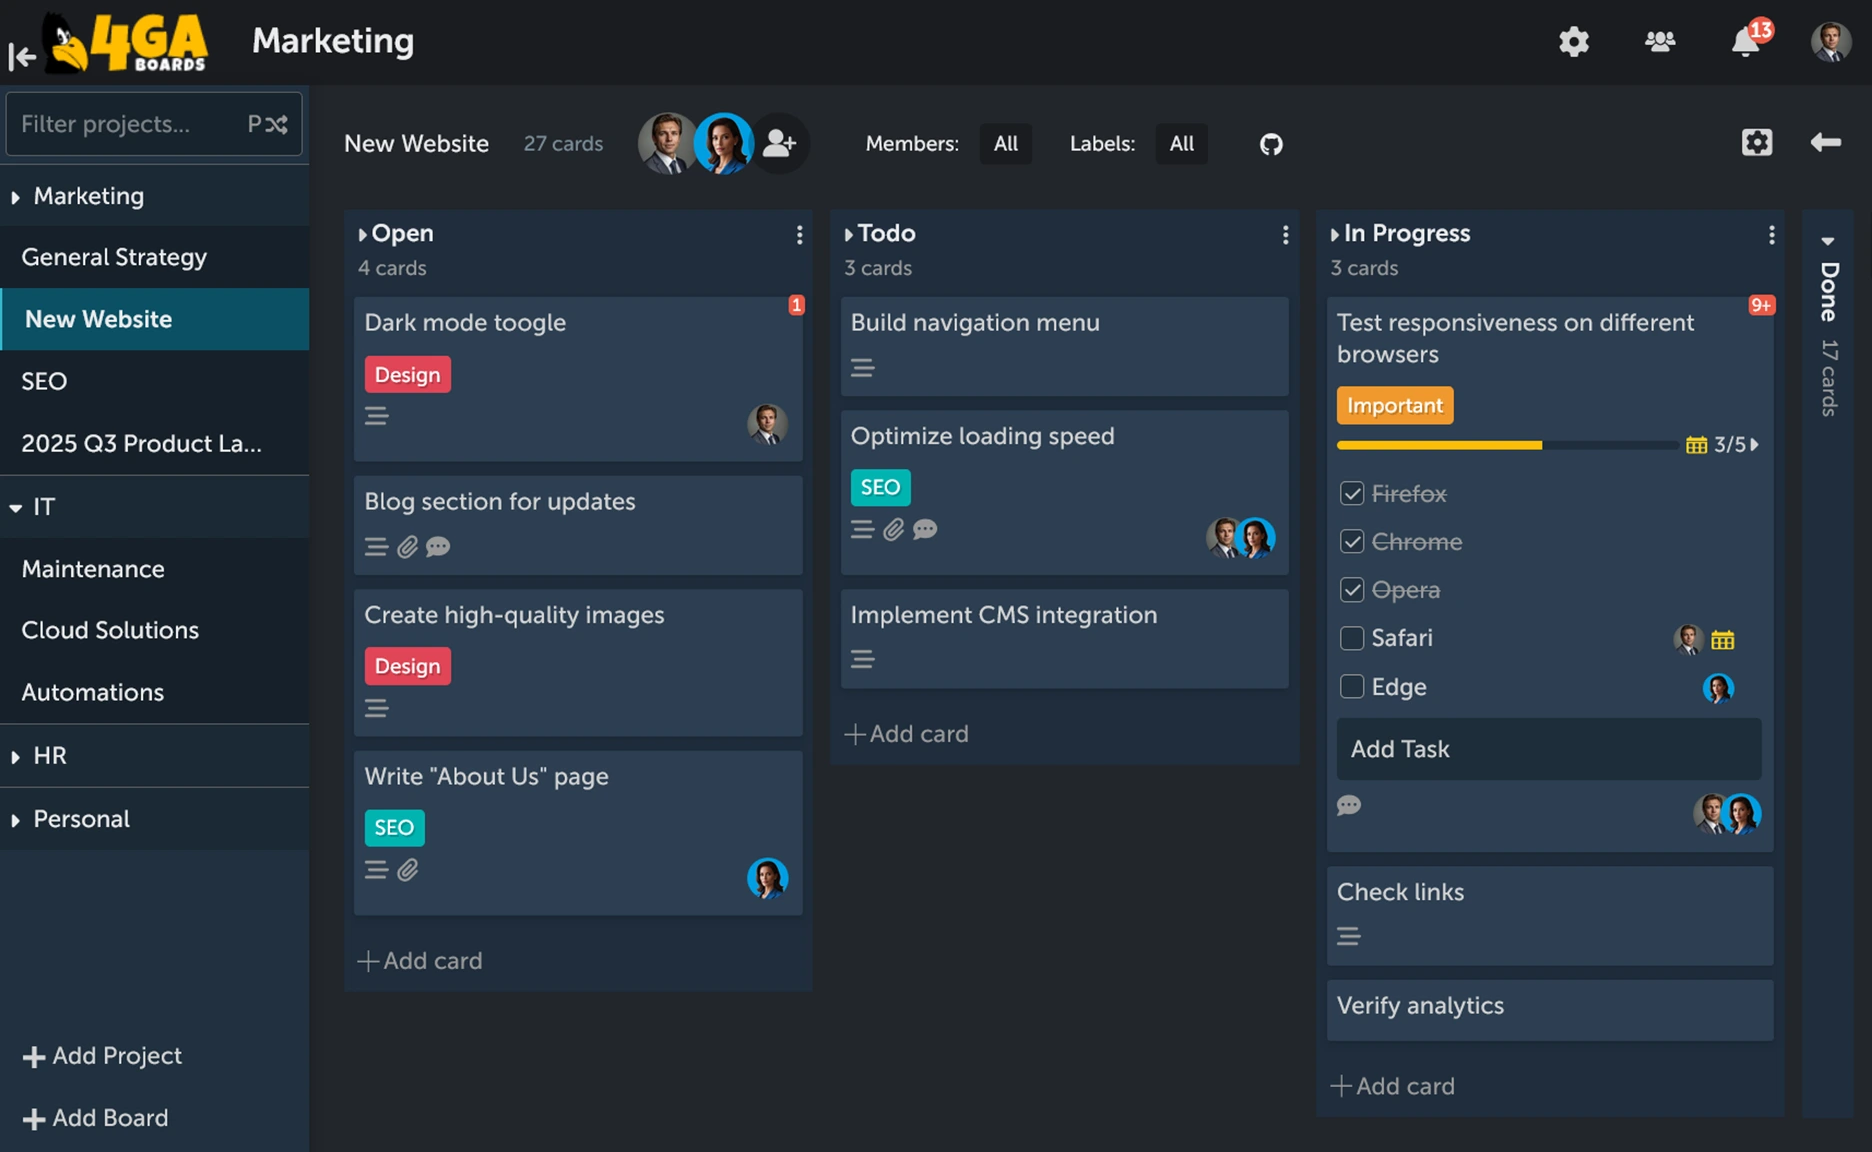 4GA
BOARDS
Marketing
13
Filter projects...
P
Marketing
General Strategy
New Website
SEO
2025 Q3 Product La...
IT
Maintenance
Cloud Solutions
Automations
HR
Personal
Add Project
Add Board
New Website
27 cards
Members:
All
Labels:
All
Open
4 cards
1
Dark mode toogle
Design
Blog section for updates
Create high-quality images
Design
Write "About Us" page
SEO
Add card
Todo
3 cards
Build navigation menu
Optimize loading speed
SEO
Implement CMS integration
Add card
In Progress
3 cards
9+
Test responsiveness on different
browsers
Important
3/5
Firefox
Chrome
Opera
Safari
Edge
Add Task
Check links
Verify analytics
Add card
Done
17 cards